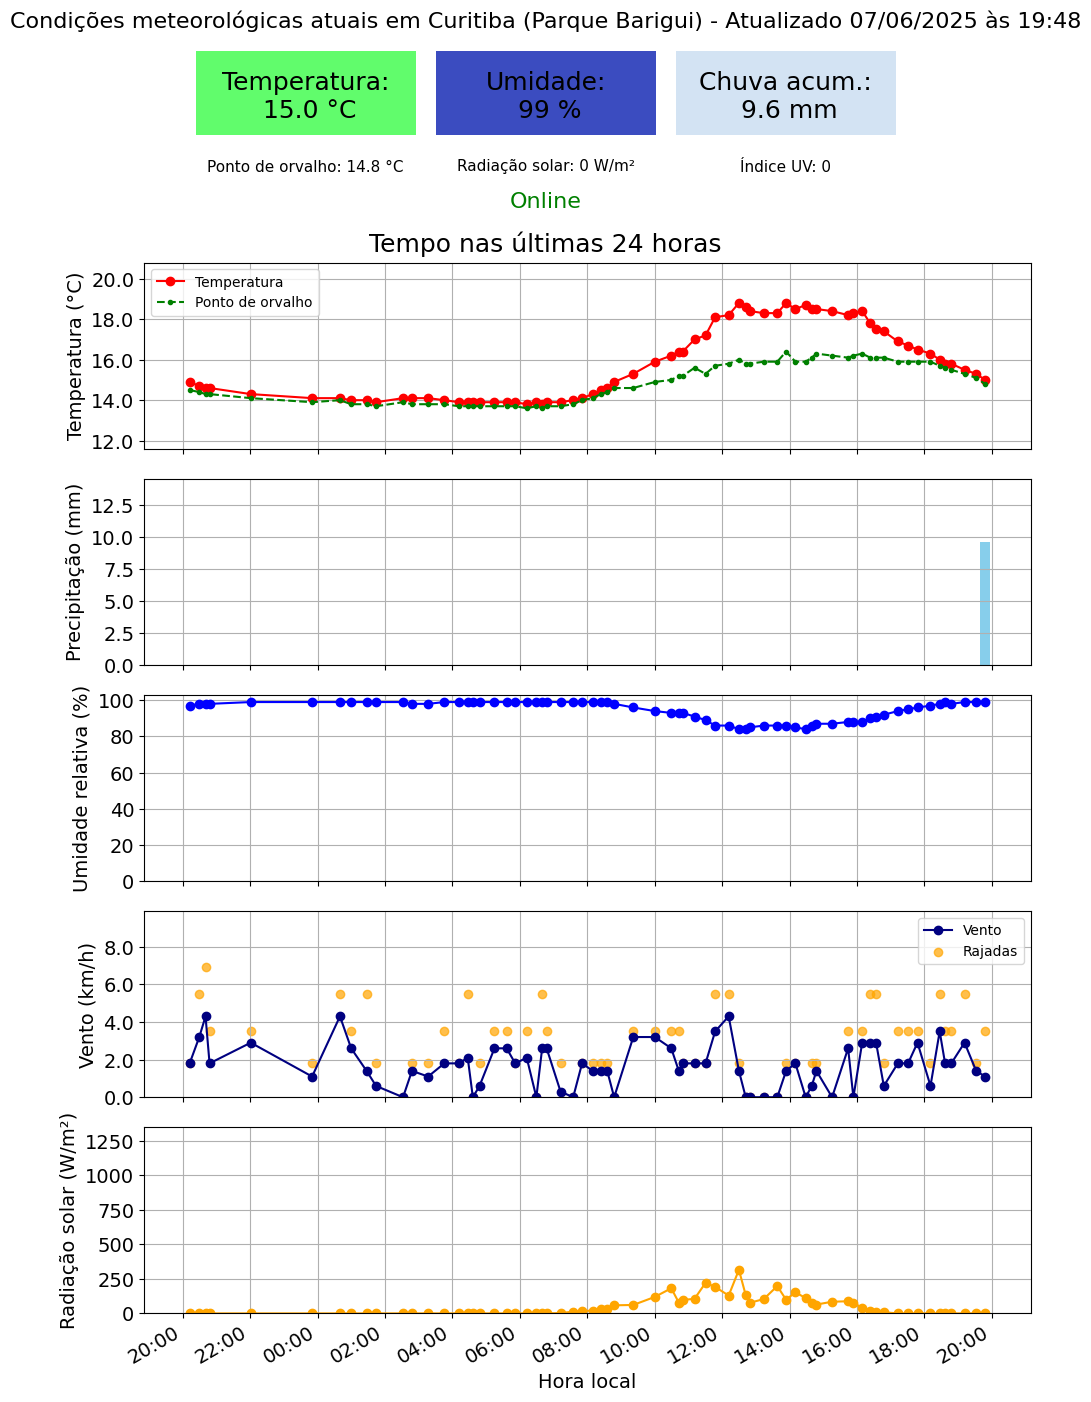 Condições meteorológicas atuais em Curitiba (Parque Barigui) - Atualizado 07/06/2025 às 19:48
Temperatura:
15.0 °C
Umidade:
99 %
Chuva acum.:
9.6 mm
Ponto de orvalho: 14.8 °C
Radiação solar: 0 W/m²
Índice UV: 0
Online
Tempo nas últimas 24 horas
Temperatura (°C)
20.0
18.0
16.0
14.0
12.0
Temperatura
Ponto de orvalho
Precipitação (mm)
12.5
10.0
7.5
5.0
2.5
0.0
Umidade relativa (%)
100
80
60
40
20
0
Vento (km/h)
8.0
6.0
4.0
2.0
0.0
Vento
Rajadas
Radiação solar (W/m²)
1250
1000
750
500
250
0
20:00
22:00
00:00
02:00
04:00
06:00
08:00
10:00
12:00
14:00
16:00
18:00
20:00
Hora local